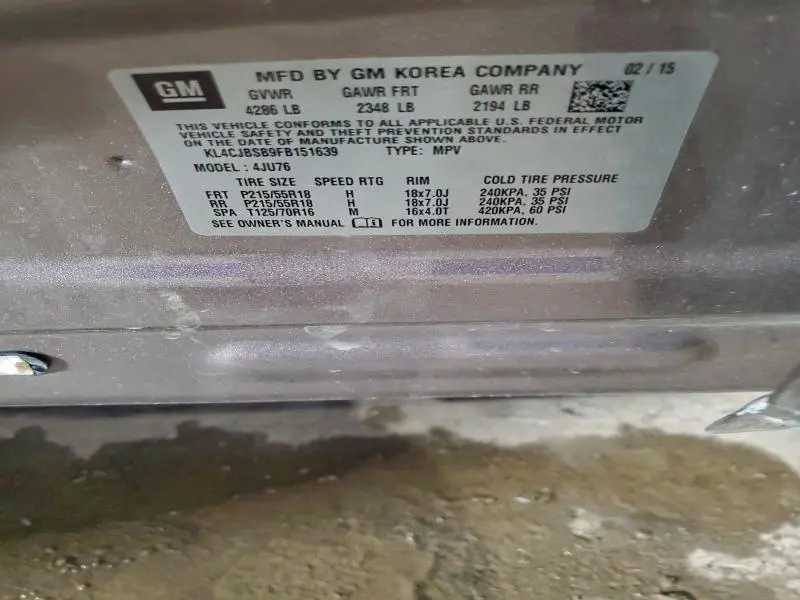 GM
MFD BY GM KOREA COMPANY 02 / 15
GVWR GAWR FRT GAWR RR
4286 LB 2348 LB 2194 LB
THIS VEHICLE CONFORMS TO ALL APPLICABLE U.S. FEDERAL MOTOR
VEHICLE SAFETY AND THEFT PREVENTION STANDARDS IN EFFECT
ON THE DATE OF MANUFACTURE SHOWN ABOVE.
KL4CJBSB9FB151639 TYPE: MPV
MODEL : 4JU76
TIRE SIZE SPEED RTG RIM COLD TIRE PRESSURE
FRT P215/55R18 H 18x7.0J 240KPA, 35 PSI
RR P215/55R18 H 18x7.0J 240KPA, 35 PSI
SPA T125/70R16 M 16x4.0T 420KPA, 60 PSI
SEE OWNER'S MANUAL FOR MORE INFORMATION.